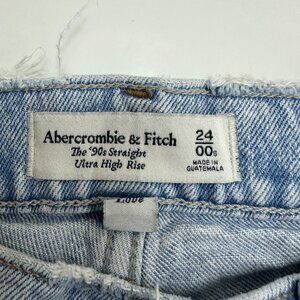 Abercrombie & Fitch
The '90s Straight
Ultra High Rise
24
00S
MADE IN
GUATEMALA